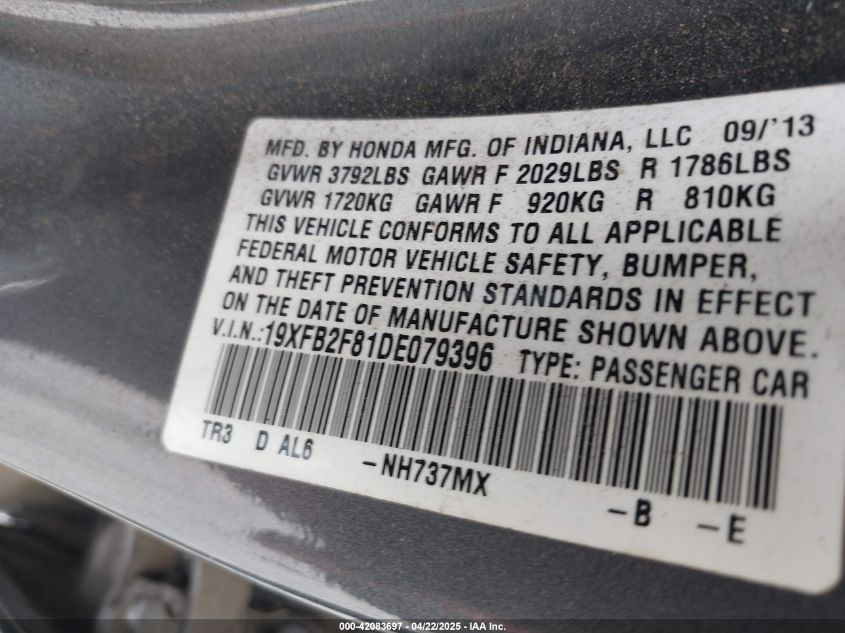 MFD. BY HONDA MFG. OF INDIANA, LLC 09/'13
GVWR 3792LBS GAWR F 2029LBS R 1786LBS
GVWR 1720KG GAWR F 920KG R 810KG
THIS VEHICLE CONFORMS TO ALL APPLICABLE
FEDERAL MOTOR VEHICLE SAFETY, BUMPER,
AND THEFT PREVENTION STANDARDS IN EFFECT
ON THE DATE OF MANUFACTURE SHOWN ABOVE.
V.I.N.:19XFB2F81DE079396 TYPE: PASSENGER CAR
TR3 D AL6 -NH737MX -B -E
000-42083697 - 04/22/2025 - IAA Inc.